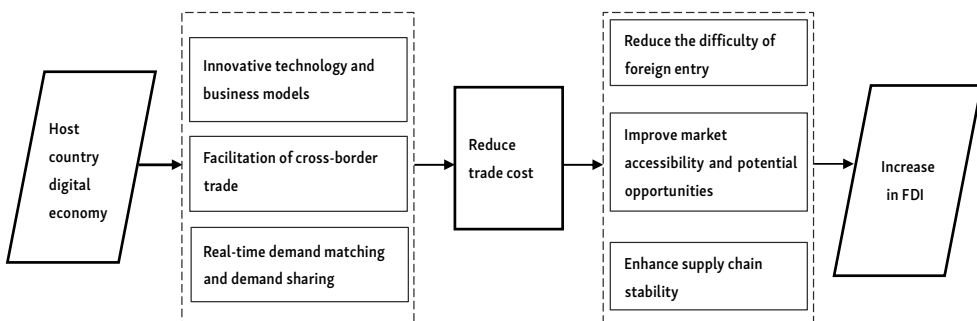 Host
country
digital
economy
Innovative technology and
business models
Facilitation of cross-border
trade
Real-time demand matching
and demand sharing
Reduce
trade cost
Reduce the difficulty of
foreign entry
Improve market
accessibility and potential
opportunities
Enhance supply chain
stability
Increase
in FDI